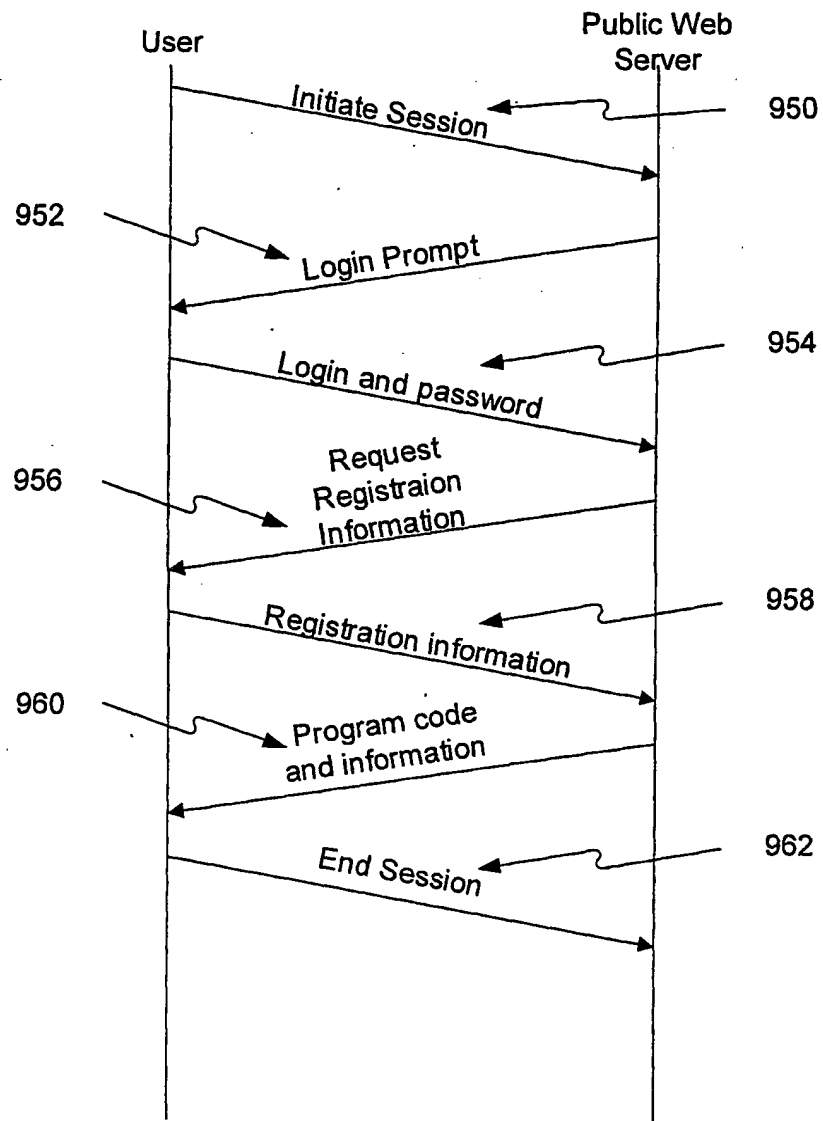 User
Public Web
Server
Initiate Session
950
952
Login Prompt
954
Login and password
956
Request
Registraion
Information
958
Registration information
960
Program code
and information
962
End Session